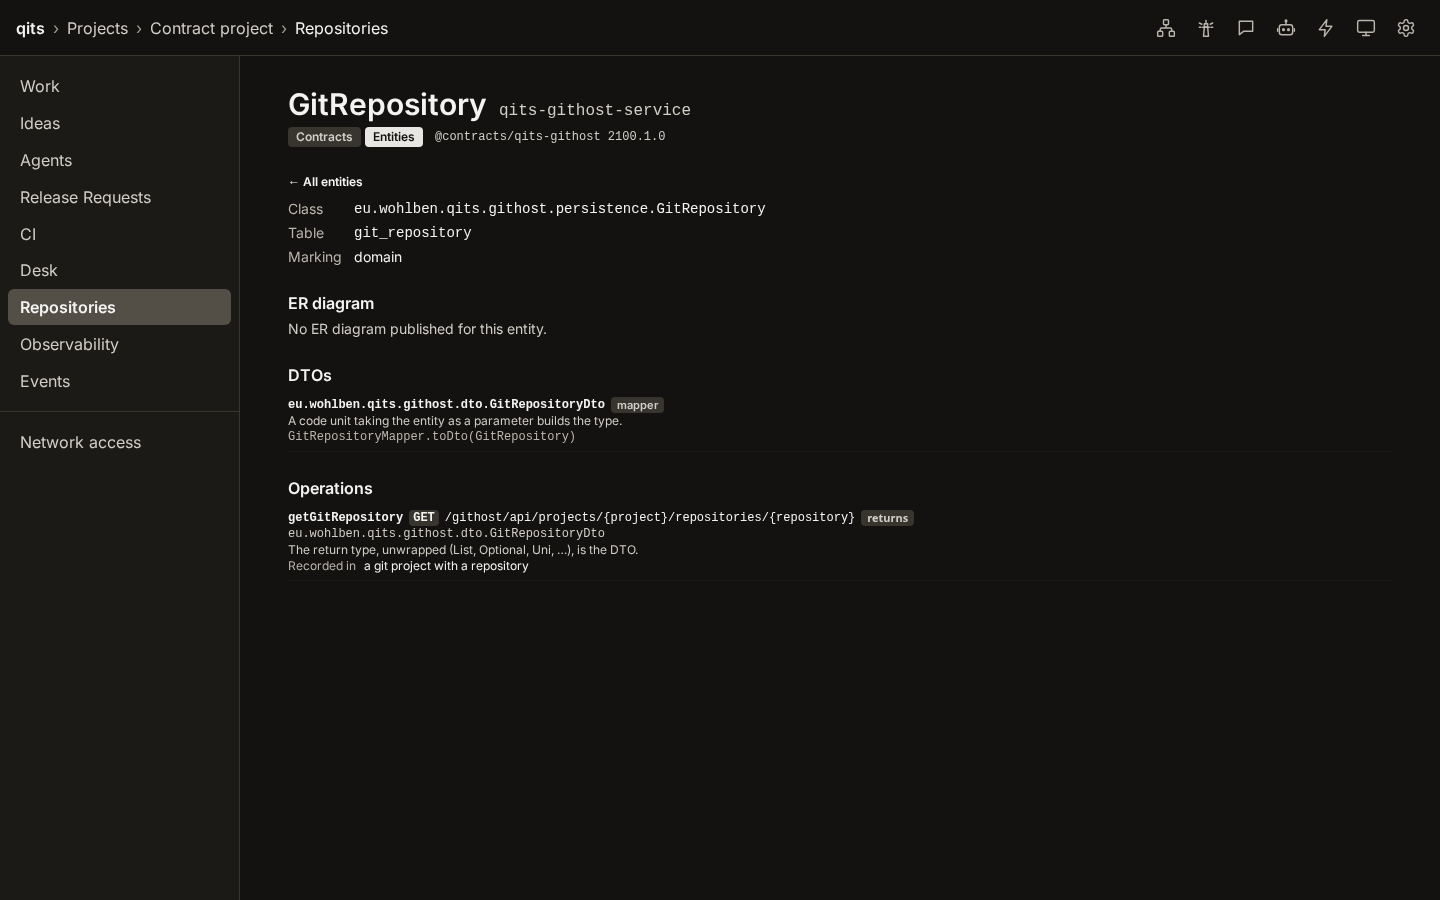 qits › Projects › Contract project › Repositories
Work
Ideas
Agents
Release Requests
CI
Desk
Repositories
Observability
Events
Network access
GitRepository qits-githost-service
Contracts Entities @contracts/qits-githost 2100.1.0
← All entities
Class eu.wohlben.qits.githost.persistence.GitRepository
Table git_repository
Marking domain
ER diagram
No ER diagram published for this entity.
DTOs
eu.wohlben.qits.githost.dto.GitRepositoryDto mapper
A code unit taking the entity as a parameter builds the type.
GitRepositoryMapper.toDto(GitRepository)
Operations
getGitRepository GET /githost/api/projects/{project}/repositories/{repository} returns
eu.wohlben.qits.githost.dto.GitRepositoryDto
The return type, unwrapped (List, Optional, Uni, …), is the DTO.
Recorded in a git project with a repository